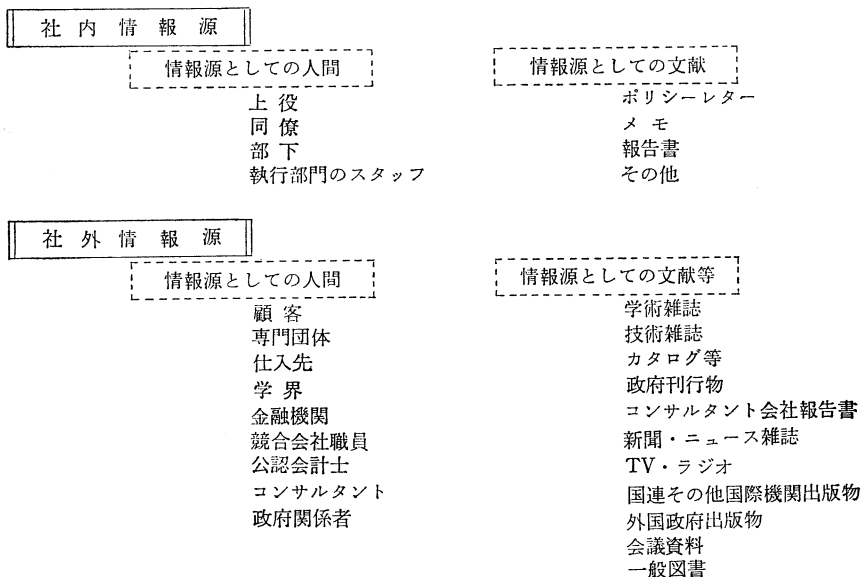 社内情報源
情報源としての人間
上役
同僚
部下
執行部門のスタッフ
情報源としての文献
ポリシーレター
メモ
報告書
その他
社外情報源
情報源としての人間
顧客
専門団体
仕入先
学界
金融機関
競合会社職員
公認会計士
コンサルタント
政府関係者
情報源としての文献等
学術雑誌
技術雑誌
カタログ等
政府刊行物
コンサルタント会社報告書
新聞・ニュース雑誌
TV・ラジオ
国連その他国際機関出版物
外国政府出版物
会議資料
一般図書